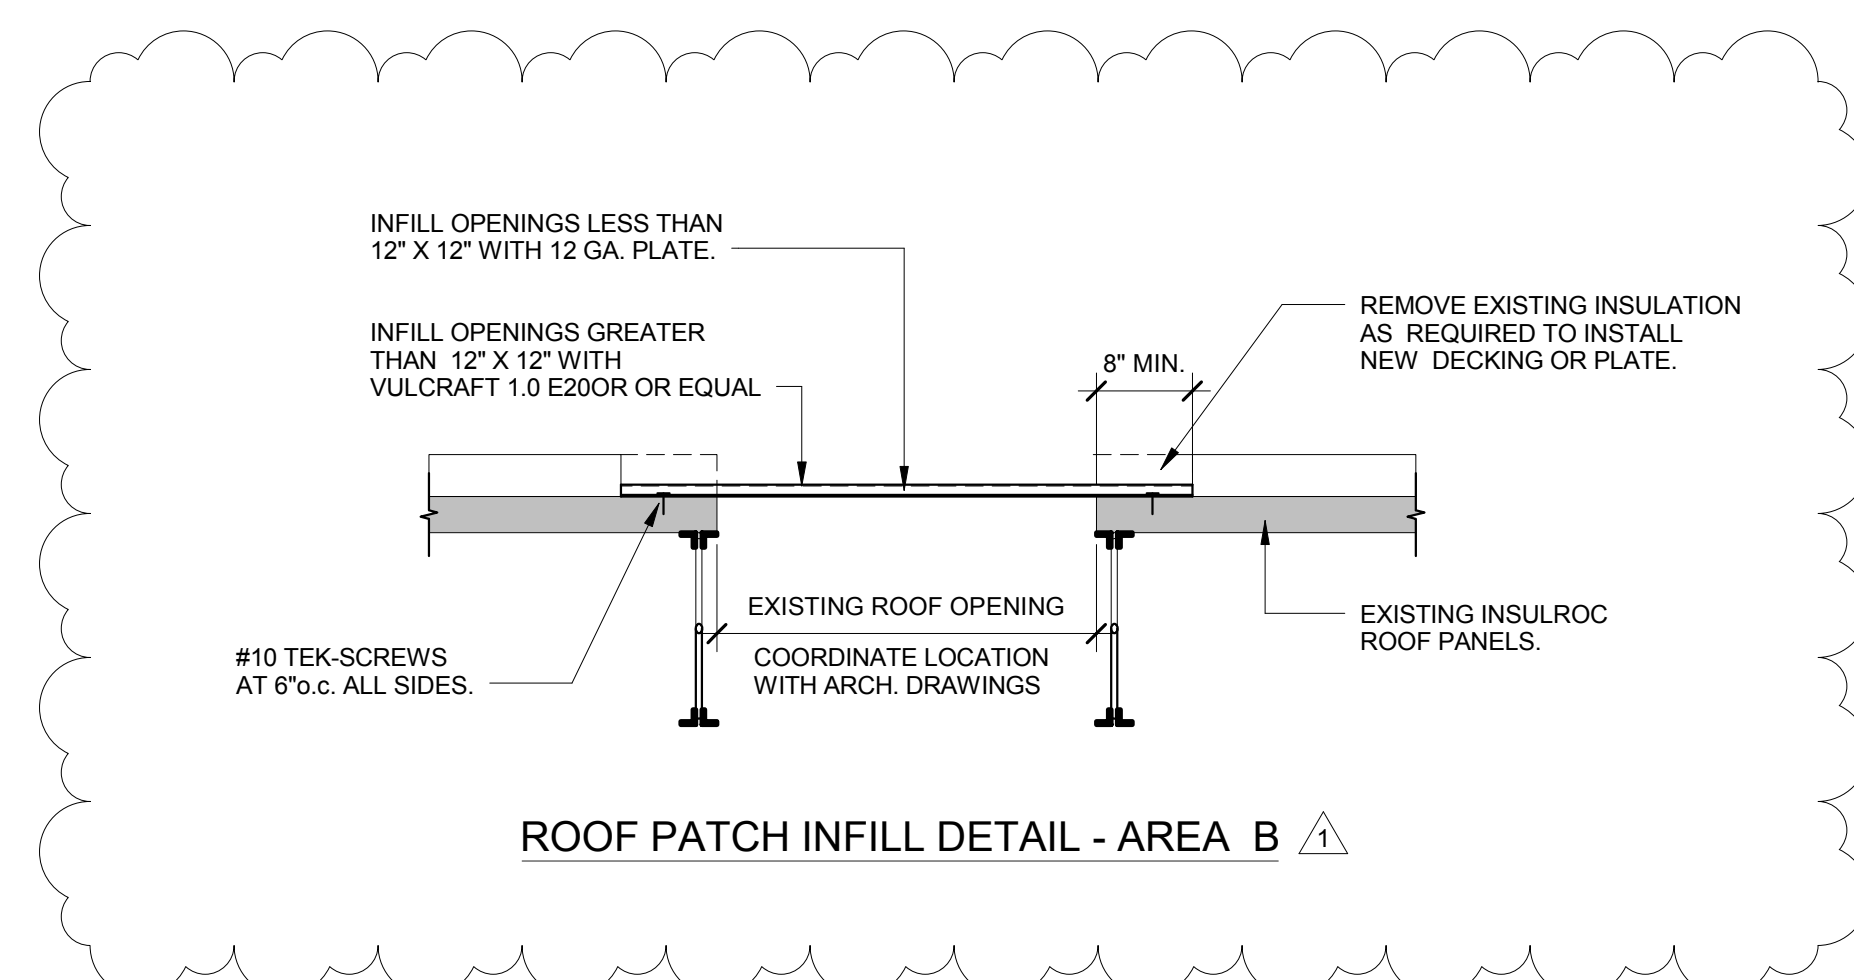 INFILL OPENINGS LESS THAN
12" X 12" WITH 12 GA. PLATE.
INFILL OPENINGS GREATER
THAN 12" X 12" WITH
VULCRAFT 1.0 E20OR OR EQUAL
8" MIN.
REMOVE EXISTING INSULATION
AS REQUIRED TO INSTALL
NEW DECKING OR PLATE.
EXISTING ROOF OPENING
COORDINATE LOCATION
WITH ARCH. DRAWINGS
#10 TEK-SCREWS
AT 6"o.c. ALL SIDES.
EXISTING INSULROC
ROOF PANELS.
ROOF PATCH INFILL DETAIL - AREA B
1